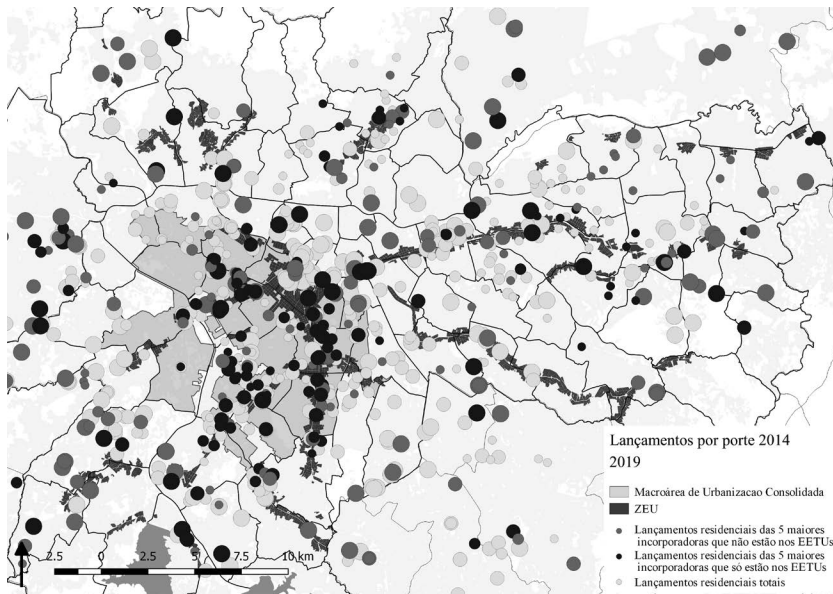 Lançamentos por porte 2014
2019
Macroárea de Urbanizacao Consolidada
ZEU
Lançamentos residenciais das 5 maiores
incorporadoras que não estão nos EETUs
Lançamentos residenciais das 5 maiores
incorporadoras que só estão nos EETUs
Lançamentos residenciais totais
2.5 0 2.5 5 7.5 10 km